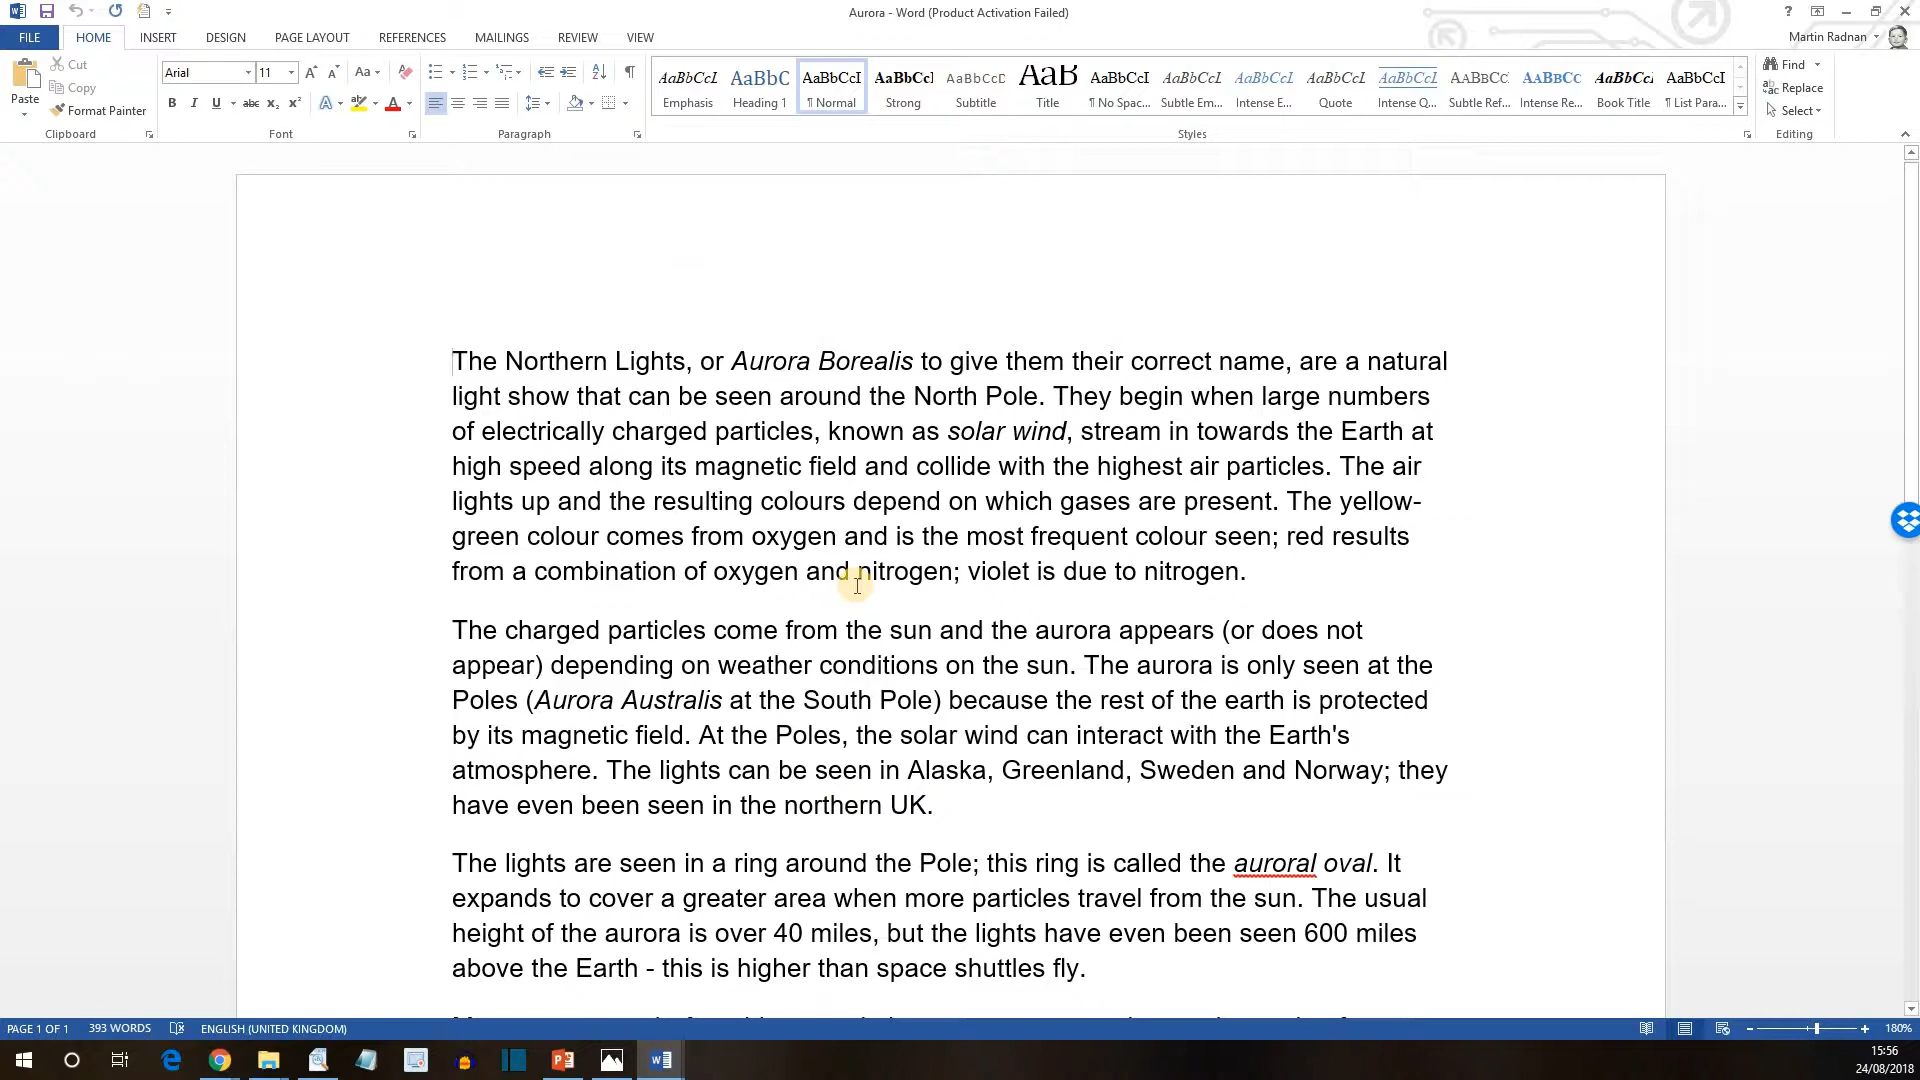 Aurora - Word (Product Activation Failed)
FILE HOME INSERT DESIGN PAGE LAYOUT REFERENCES MAILINGS REVIEW VIEW
Martin Radnan
Paste
Cut
Copy
Format Painter
Clipboard
Arial 11
Font
Paragraph
AaBbCcI AaBbC AaBbCcI AaBbCcI AaBbCcD AaB AaBbCcI AaBbCcI AaBbCcI AaBbCcI AaBbCcI AABBCC AABBCC AaBbCcI AaBbCcI
Emphasis Heading 1 ¶ Normal Strong Subtitle Title ¶ No Spac... Subtle Em... Intense E... Quote Intense Q... Subtle Ref... Intense Re... Book Title ¶ List Para...
Styles
Find
Replace
Select
Editing
The Northern Lights, or Aurora Borealis to give them their correct name, are a natural
light show that can be seen around the North Pole. They begin when large numbers
of electrically charged particles, known as solar wind, stream in towards the Earth at
high speed along its magnetic field and collide with the highest air particles. The air
lights up and the resulting colours depend on which gases are present. The yellow-
green colour comes from oxygen and is the most frequent colour seen; red results
from a combination of oxygen and nitrogen; violet is due to nitrogen.
The charged particles come from the sun and the aurora appears (or does not
appear) depending on weather conditions on the sun. The aurora is only seen at the
Poles (Aurora Australis at the South Pole) because the rest of the earth is protected
by its magnetic field. At the Poles, the solar wind can interact with the Earth's
atmosphere. The lights can be seen in Alaska, Greenland, Sweden and Norway; they
have even been seen in the northern UK.
The lights are seen in a ring around the Pole; this ring is called the auroral oval. It
expands to cover a greater area when more particles travel from the sun. The usual
height of the aurora is over 40 miles, but the lights have even been seen 600 miles
above the Earth - this is higher than space shuttles fly.
PAGE 1 OF 1 393 WORDS ENGLISH (UNITED KINGDOM) 180%
15:56
24/08/2018